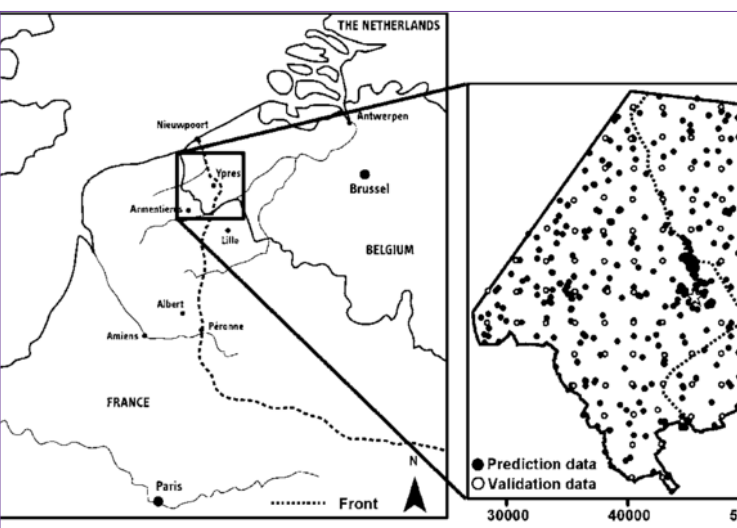 THE NETHERLANDS
Antwerpen
Nieuwpoort
Ypres
Brussel
Armentieres
Lille
BELGIUM
Albert
Péronne
Amiens
FRANCE
N
Paris
Front
Prediction data
Validation data
30000
40000